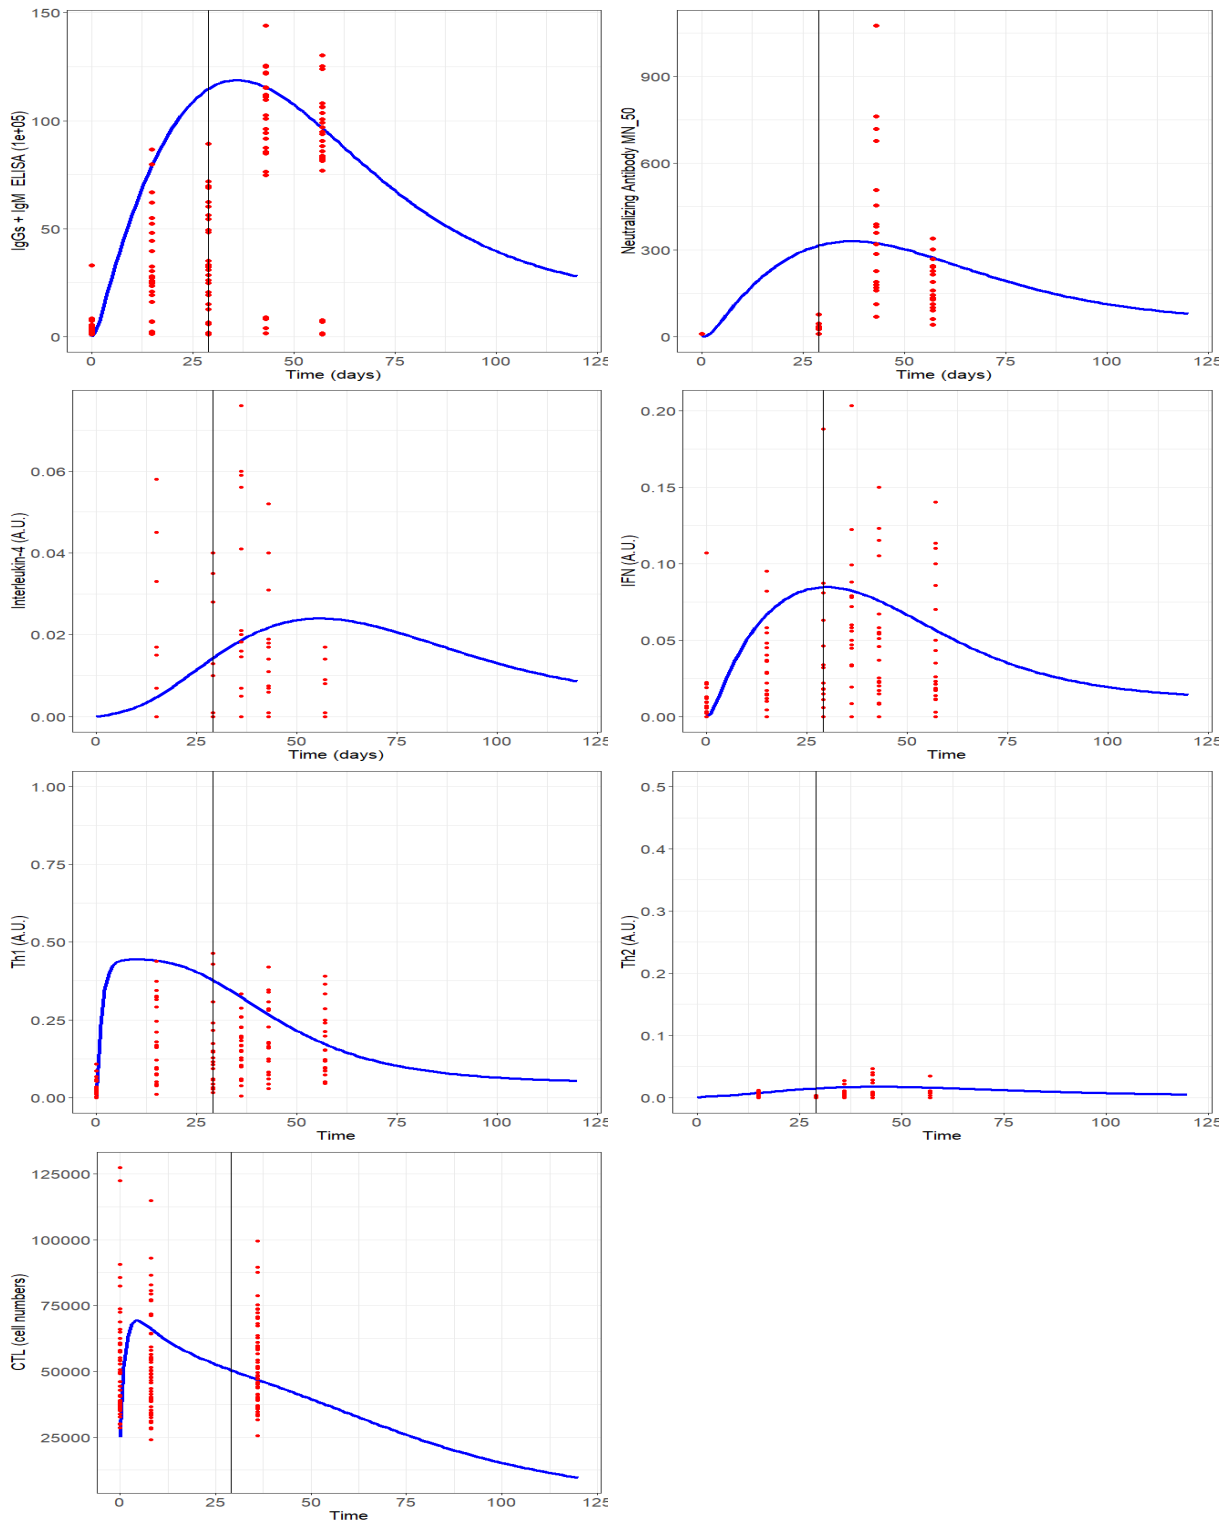 150
100
50
0
IgGs + IgM ELISA (1e+05)
0 25 50 75 100 125
Time (days)
900
600
300
0
Neutralizing Antibody MN_50
0 25 50 75 100 125
Time (days)
0.06
0.04
0.02
0.00
Interleukin-4 (A.U.)
0 25 50 75 100 125
Time (days)
0.20
0.15
0.10
0.05
0.00
IFN (A.U.)
0 25 50 75 100 125
Time
1.00
0.75
0.50
0.25
0.00
Th1 (A.U.)
0 25 50 75 100 125
Time
0.5
0.4
0.3
0.2
0.1
0.0
Th2 (A.U.)
0 25 50 75 100 125
Time
125000
100000
75000
50000
25000
CTL (cell numbers)
0 25 50 75 100 125
Time